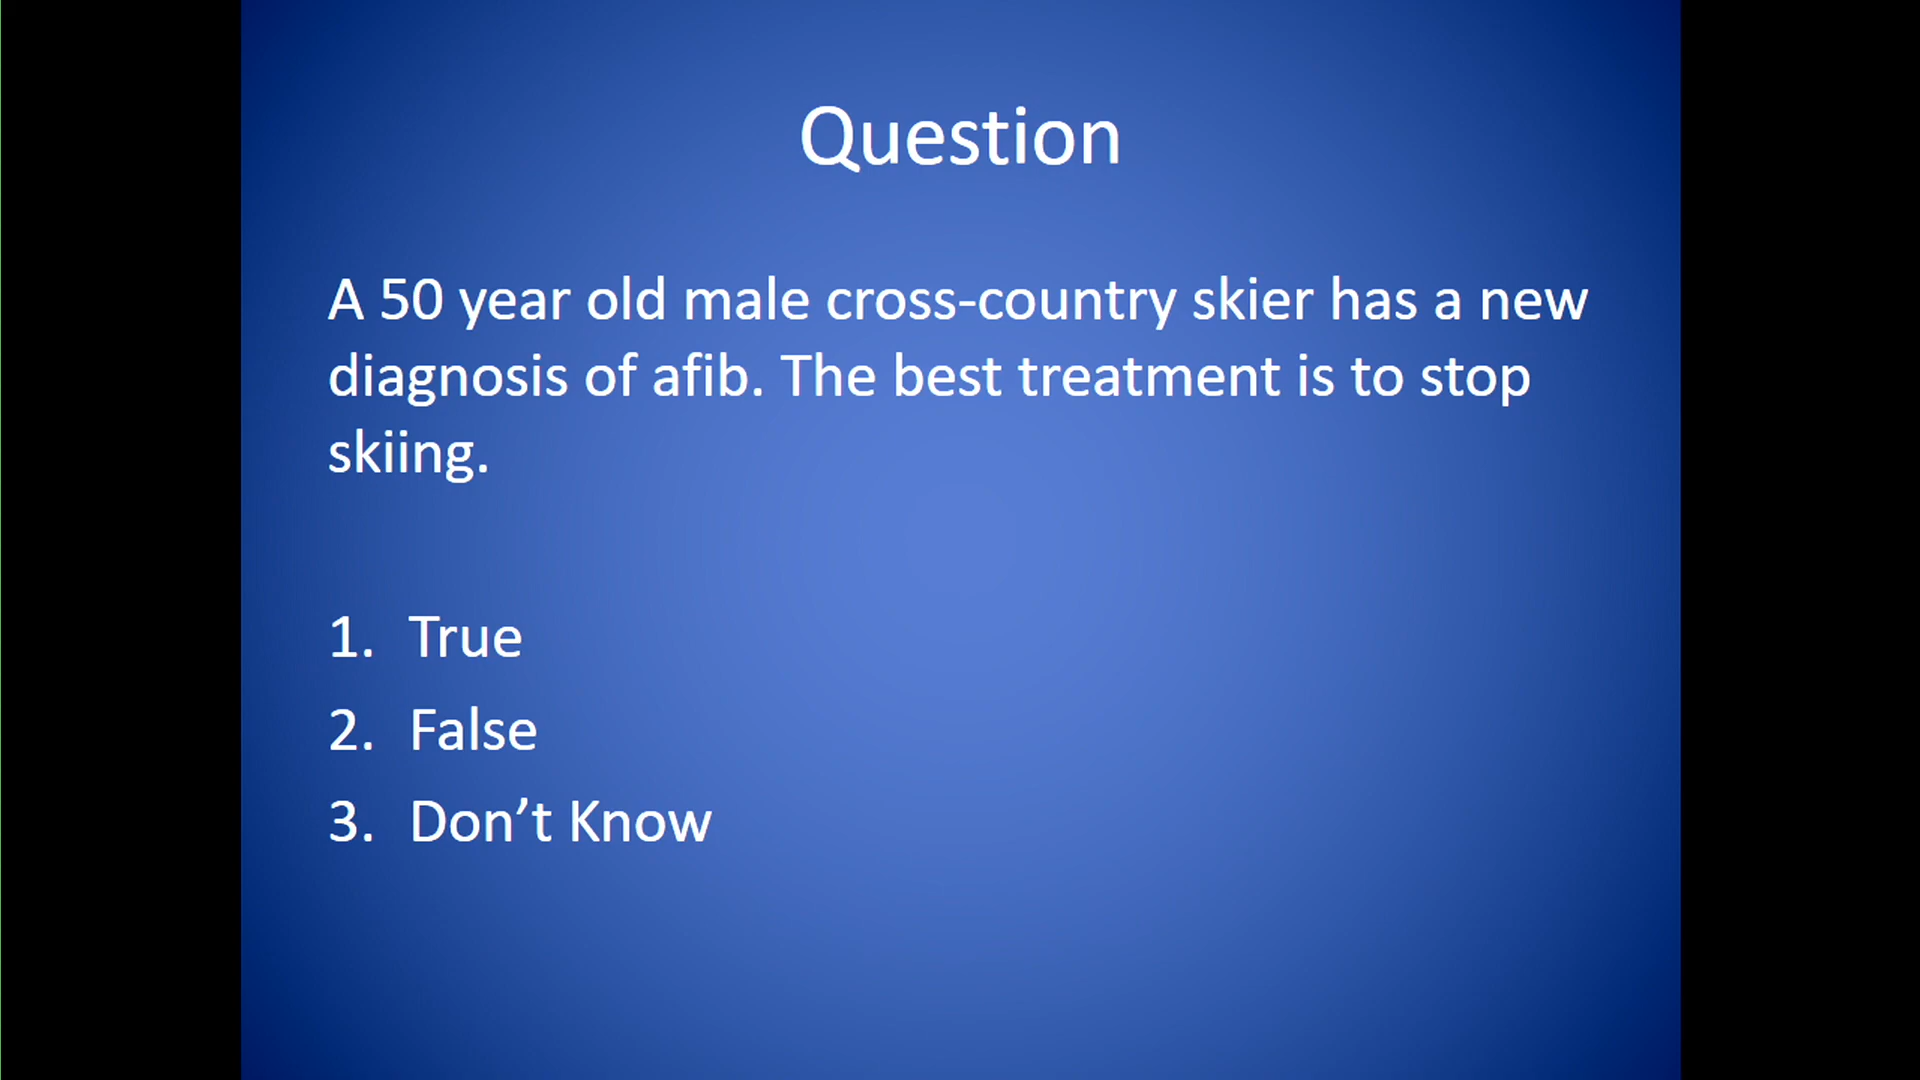 Question
A 50 year old male cross-country skier has a new
diagnosis of afib. The best treatment is to stop
skiing.
1. True
2. False
3. Don’t Know